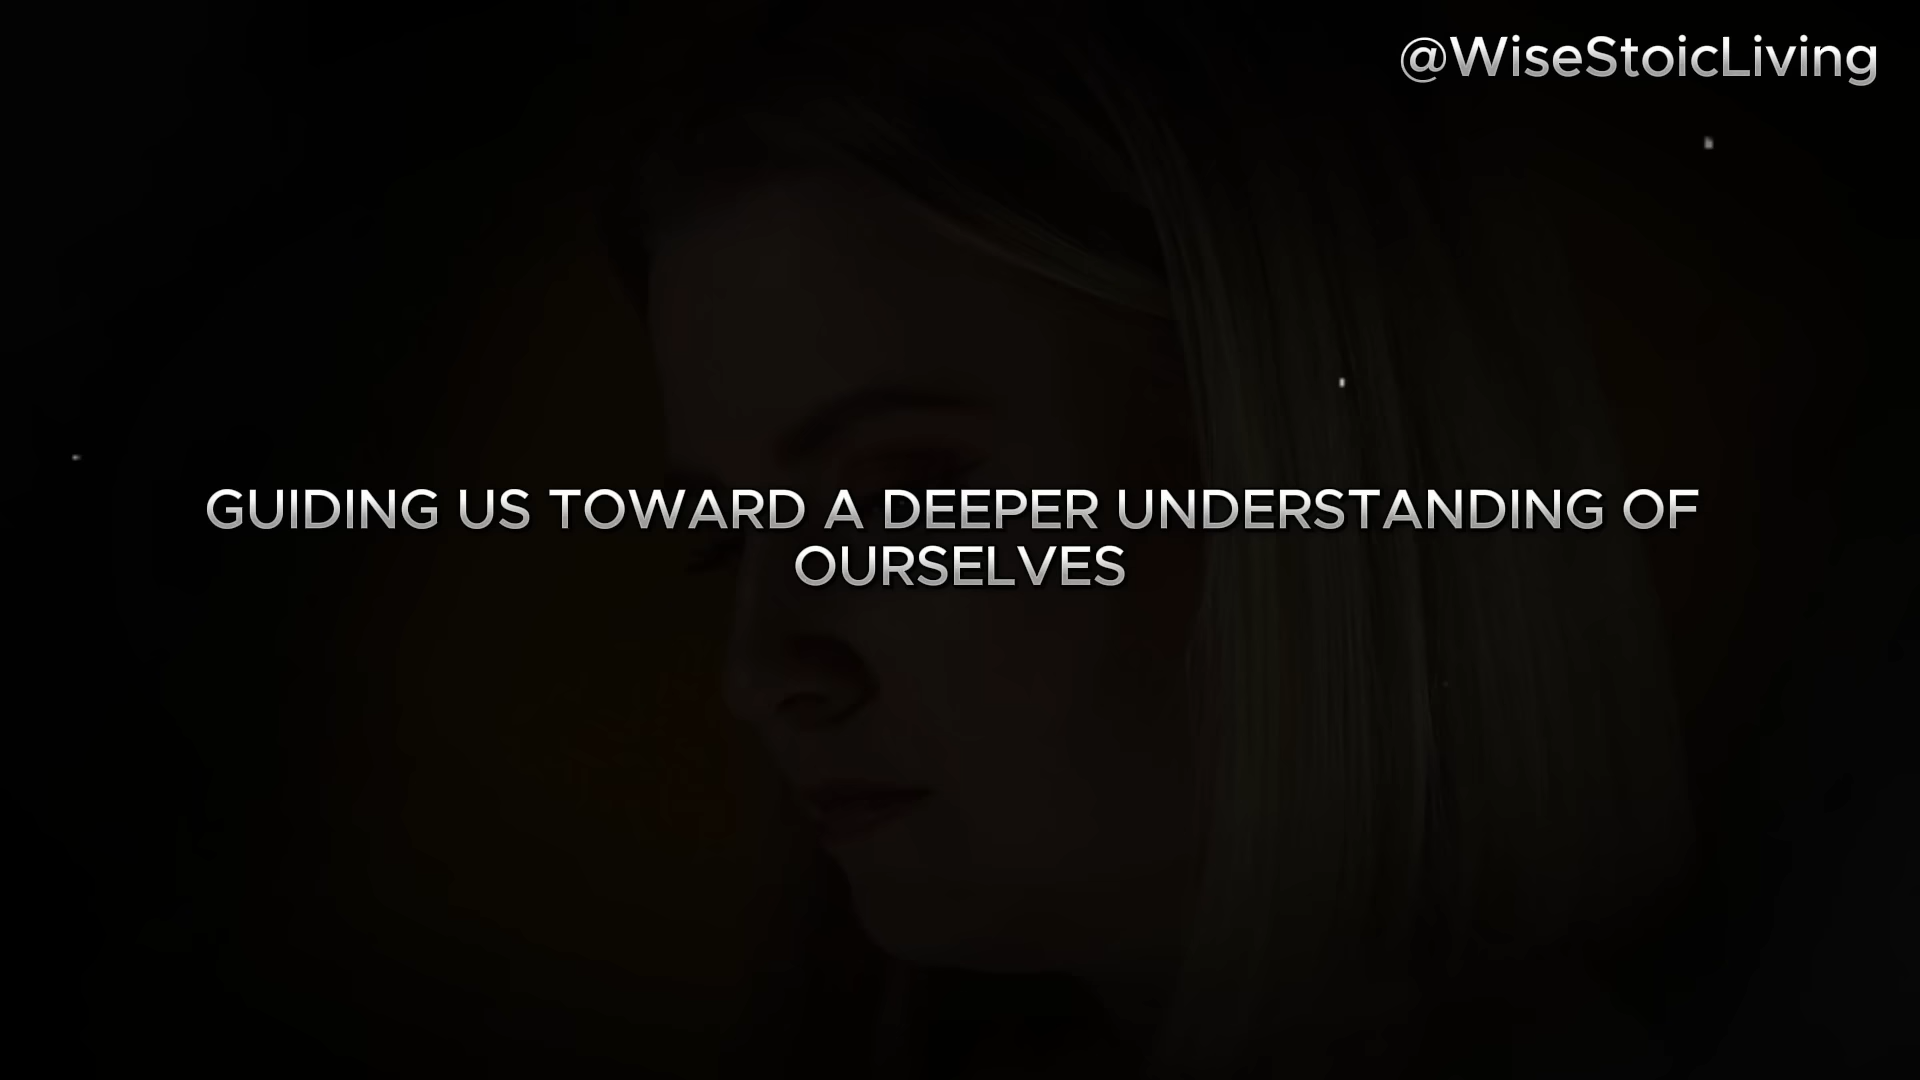 @WiseStoicLiving
GUIDING US TOWARD A DEEPER UNDERSTANDING OF
OURSELVES